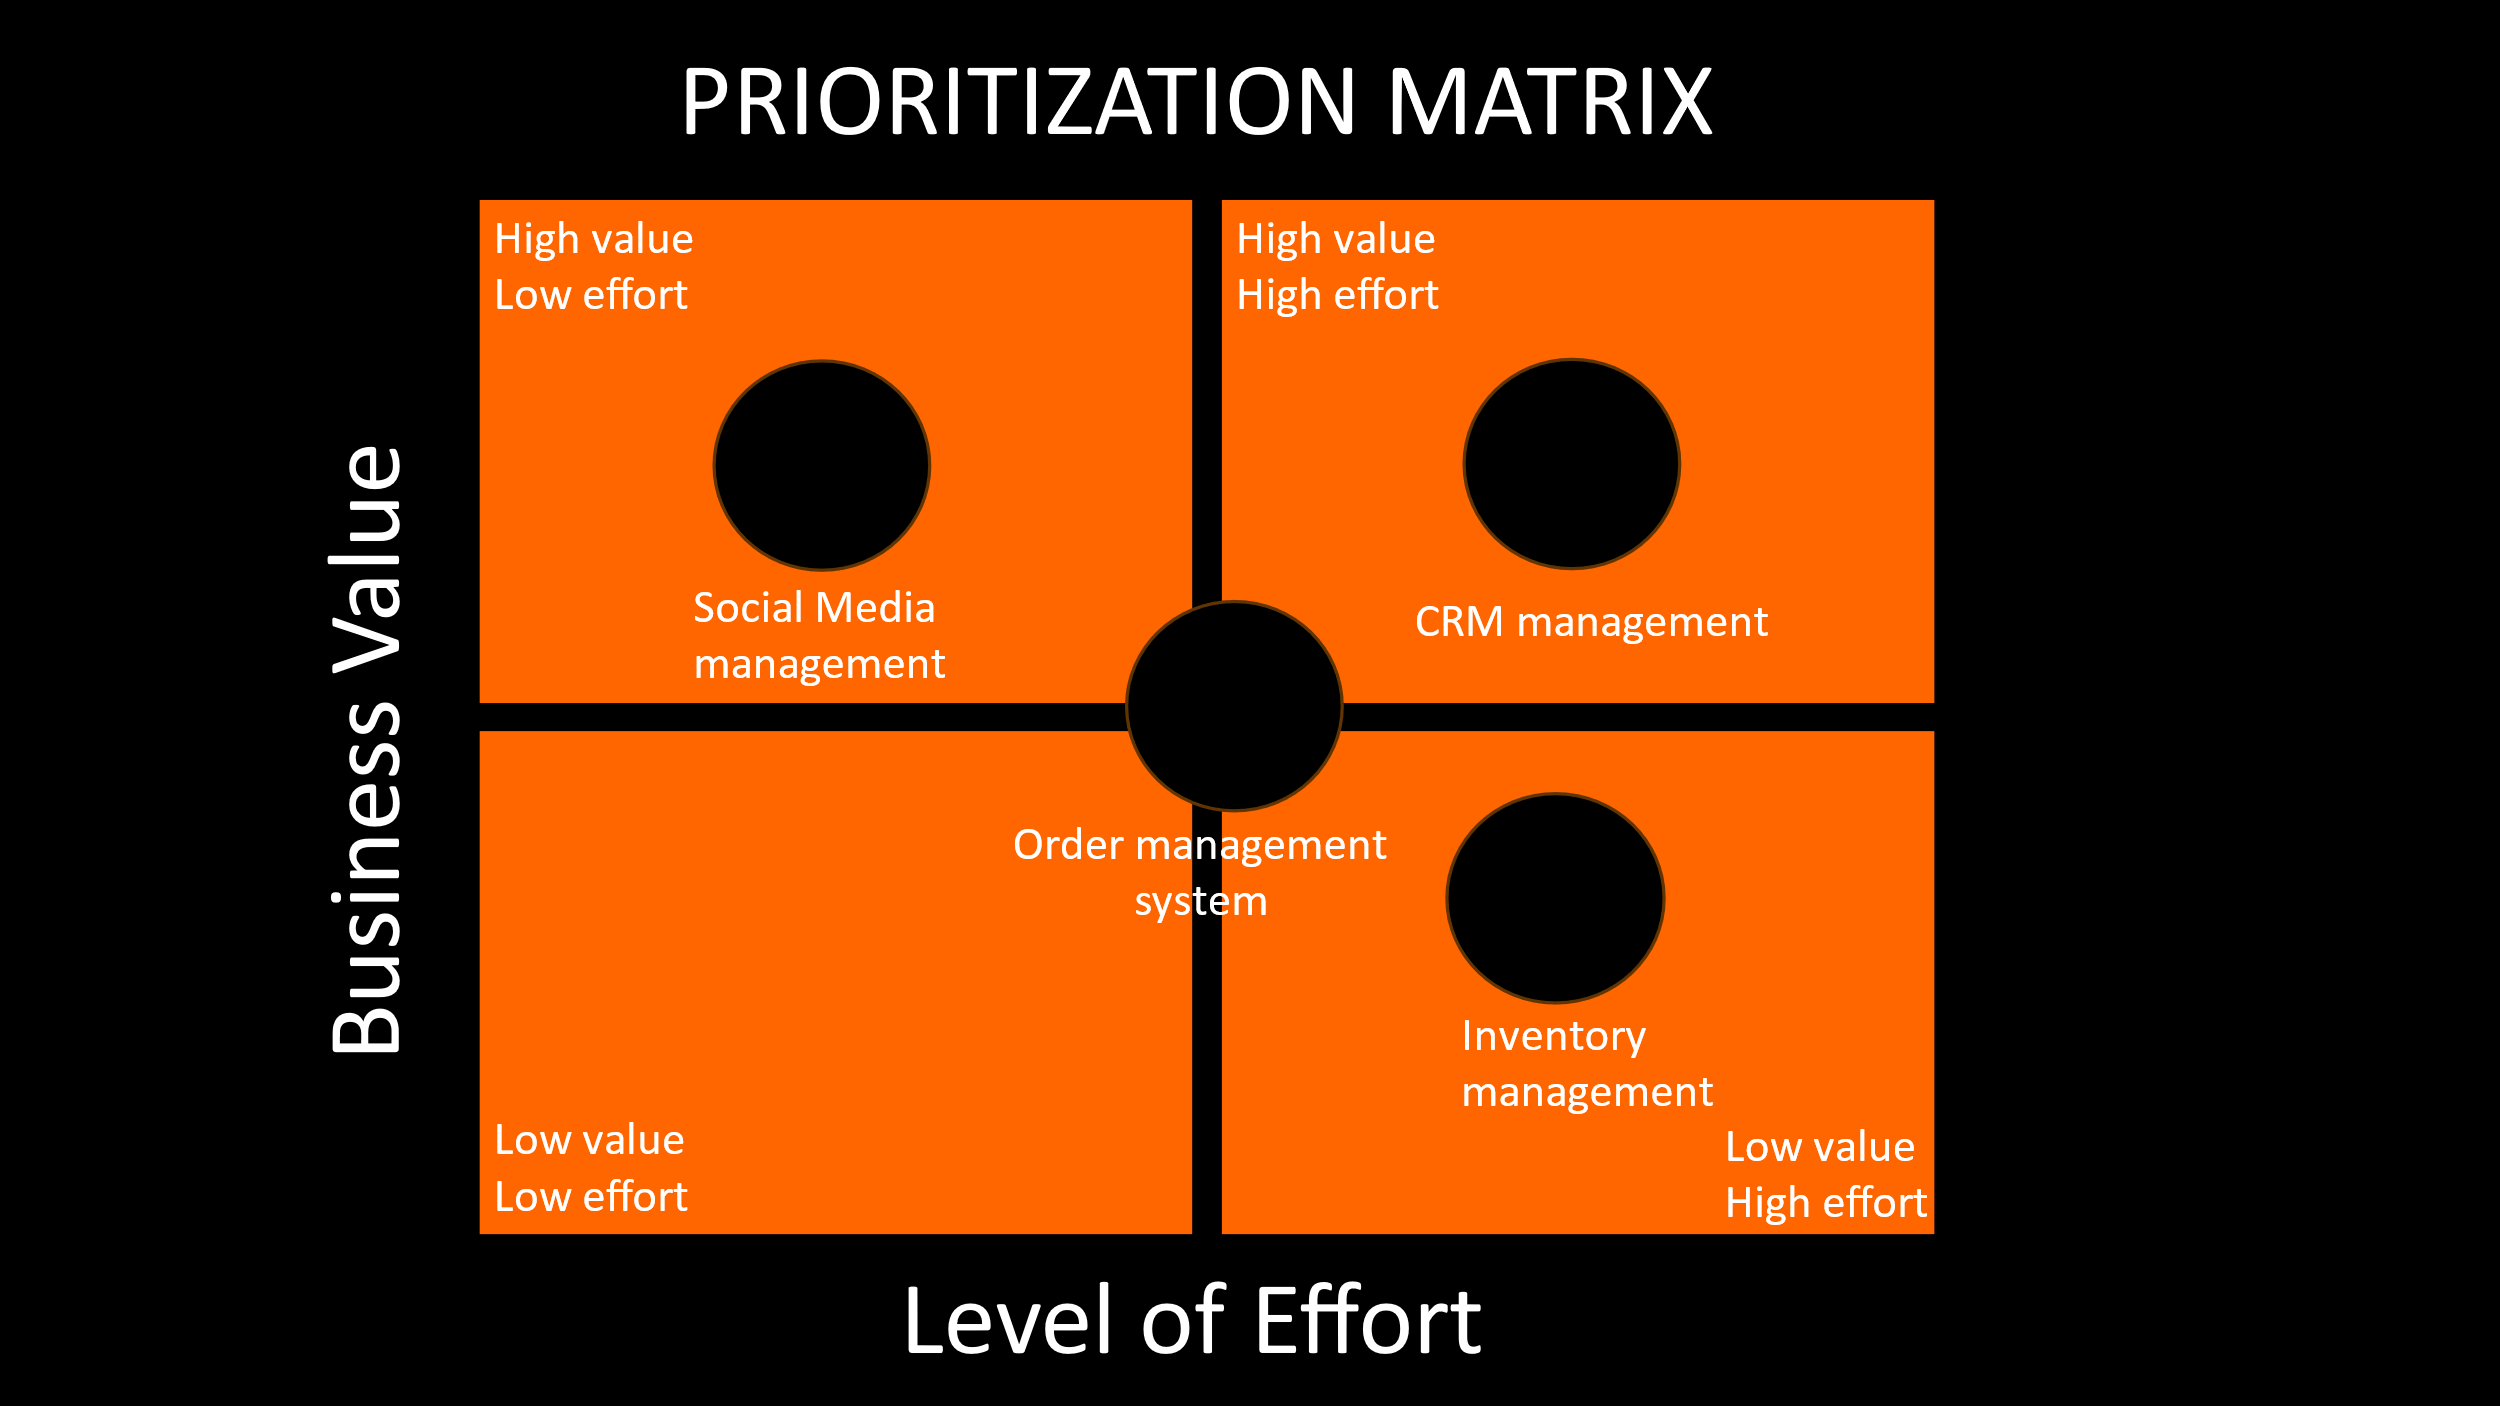 PRIORITIZATION MATRIX
High value
Low effort
High value
High effort
Social Media
management
CRM management
Business Value
Order management
system
Inventory
management
Low value
Low effort
Low value
High effort
Level of Effort